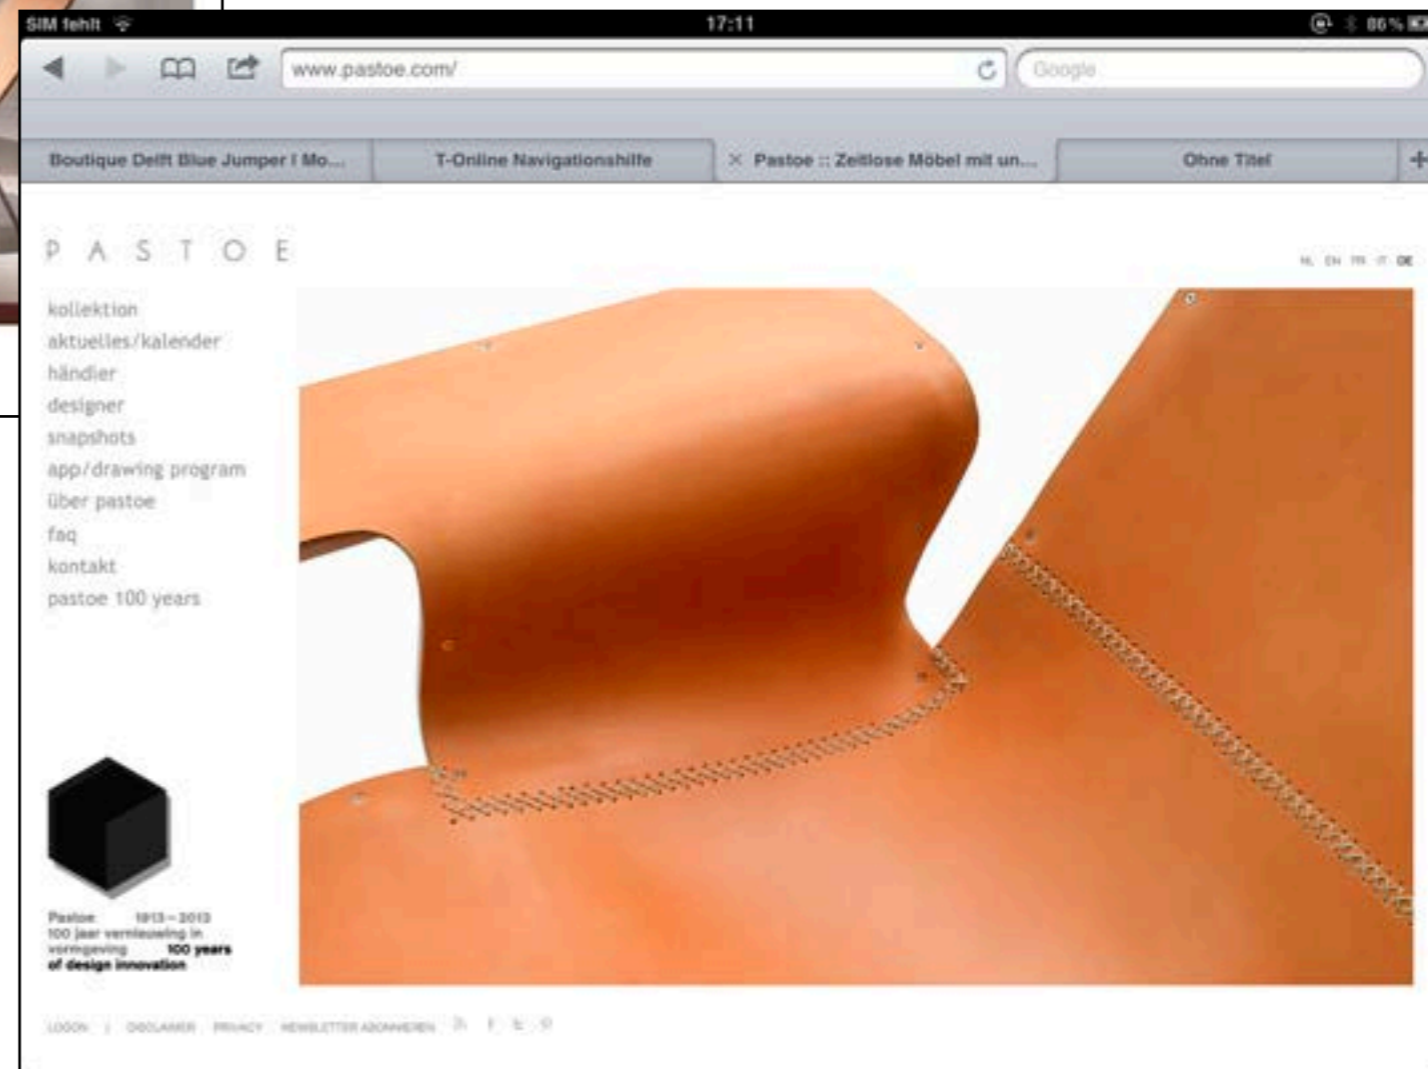 SIM fehlt 17:11 86%
www.pastoe.com/ Google
Boutique Delft Blue Jumper | Mo... T-Online Navigationshilfe × Pastoe :: Zeitlose Möbel mit un... Ohne Titel +
PASTOE
NL EN FR IT DE
kollektion
aktuelles/kalender
händler
designer
snapshots
app/drawing program
über pastoe
faq
kontakt
pastoe 100 years
Pastoe 1913–2013
100 jaar vernieuwing in
vormgeving 100 years
of design innovation
LOGON | DISCLAIMER PRIVACY NEWSLETTER ABONNIEREN